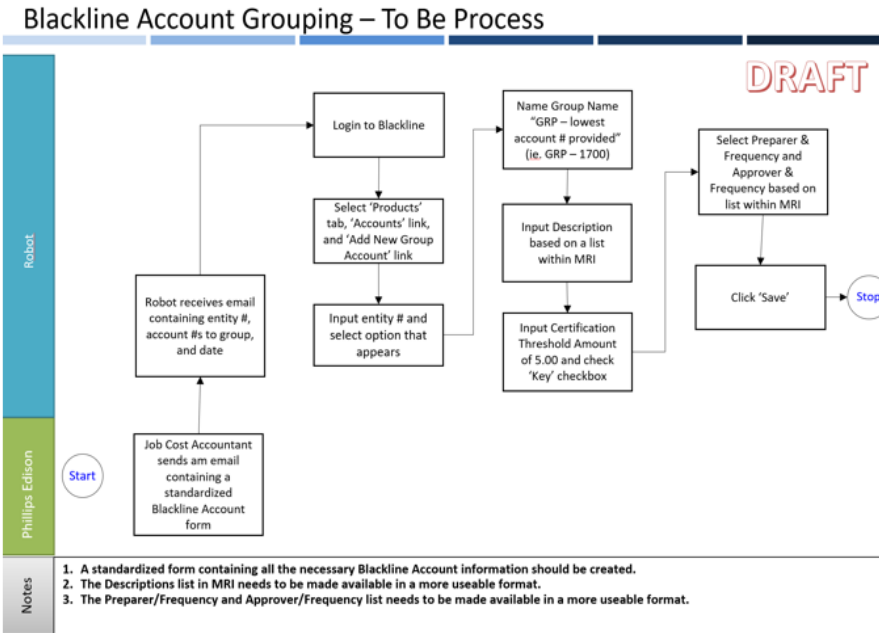 Blackline Account Grouping – To Be Process
DRAFT
Robot
Login to Blackline
Select ‘Products’
tab, ‘Accounts’ link,
and ‘Add New Group
Account’ link
Input entity # and
select option that
appears
Name Group Name
“GRP – lowest
account # provided”
(ie. GRP – 1700)
Input Description
based on a list
within MRI
Input Certification
Threshold Amount
of 5.00 and check
‘Key’ checkbox
Select Preparer &
Frequency and
Approver &
Frequency based on
list within MRI
Click ‘Save’
Stop
Robot receives email
containing entity #,
account #s to group,
and date
Phillips Edison
Start
Job Cost Accountant
sends am email
containing a
standardized
Blackline Account
form
Notes
1. A standardized form containing all the necessary Blackline Account information should be created.
2. The Descriptions list in MRI needs to be made available in a more useable format.
3. The Preparer/Frequency and Approver/Frequency list needs to be made available in a more useable format.